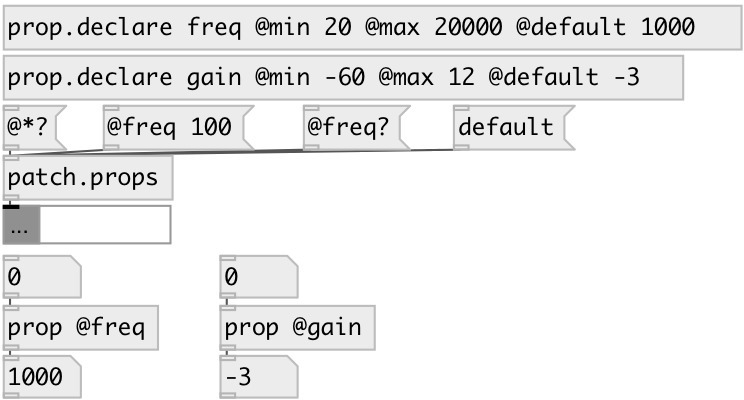 prop.declare freq @min 20 @max 20000 @default 1000
prop.declare gain @min -60 @max 12 @default -3
@*? @freq 100 @freq? default
patch.props
...
0 0
prop @freq prop @gain
1000 -3